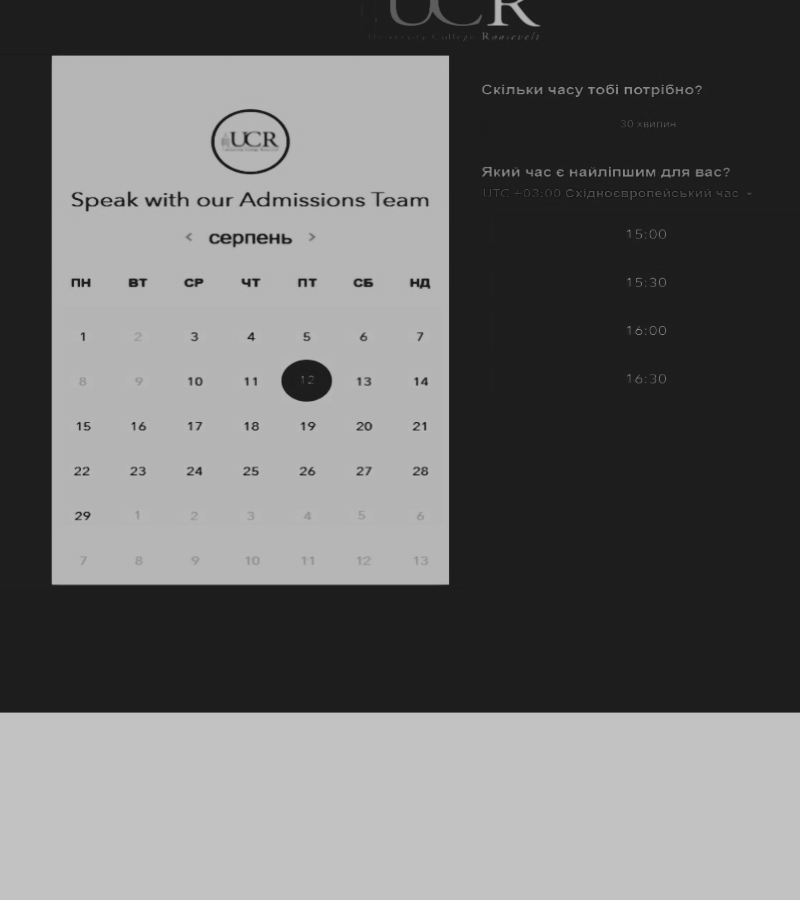 UCR
University College Roosevelt
UCR
Speak with our Admissions Team
< серпень >
ПН ВТ СР ЧТ ПТ СБ НД
1 2 3 4 5 6 7
8 9 10 11 12 13 14
15 16 17 18 19 20 21
22 23 24 25 26 27 28
29 1 2 3 4 5 6
7 8 9 10 11 12 13
Скільки часу тобі потрібно?
30 хвилин
Який час є найліпшим для вас?
UTC +03:00 Східноєвропейський час
15:00
15:30
16:00
16:30